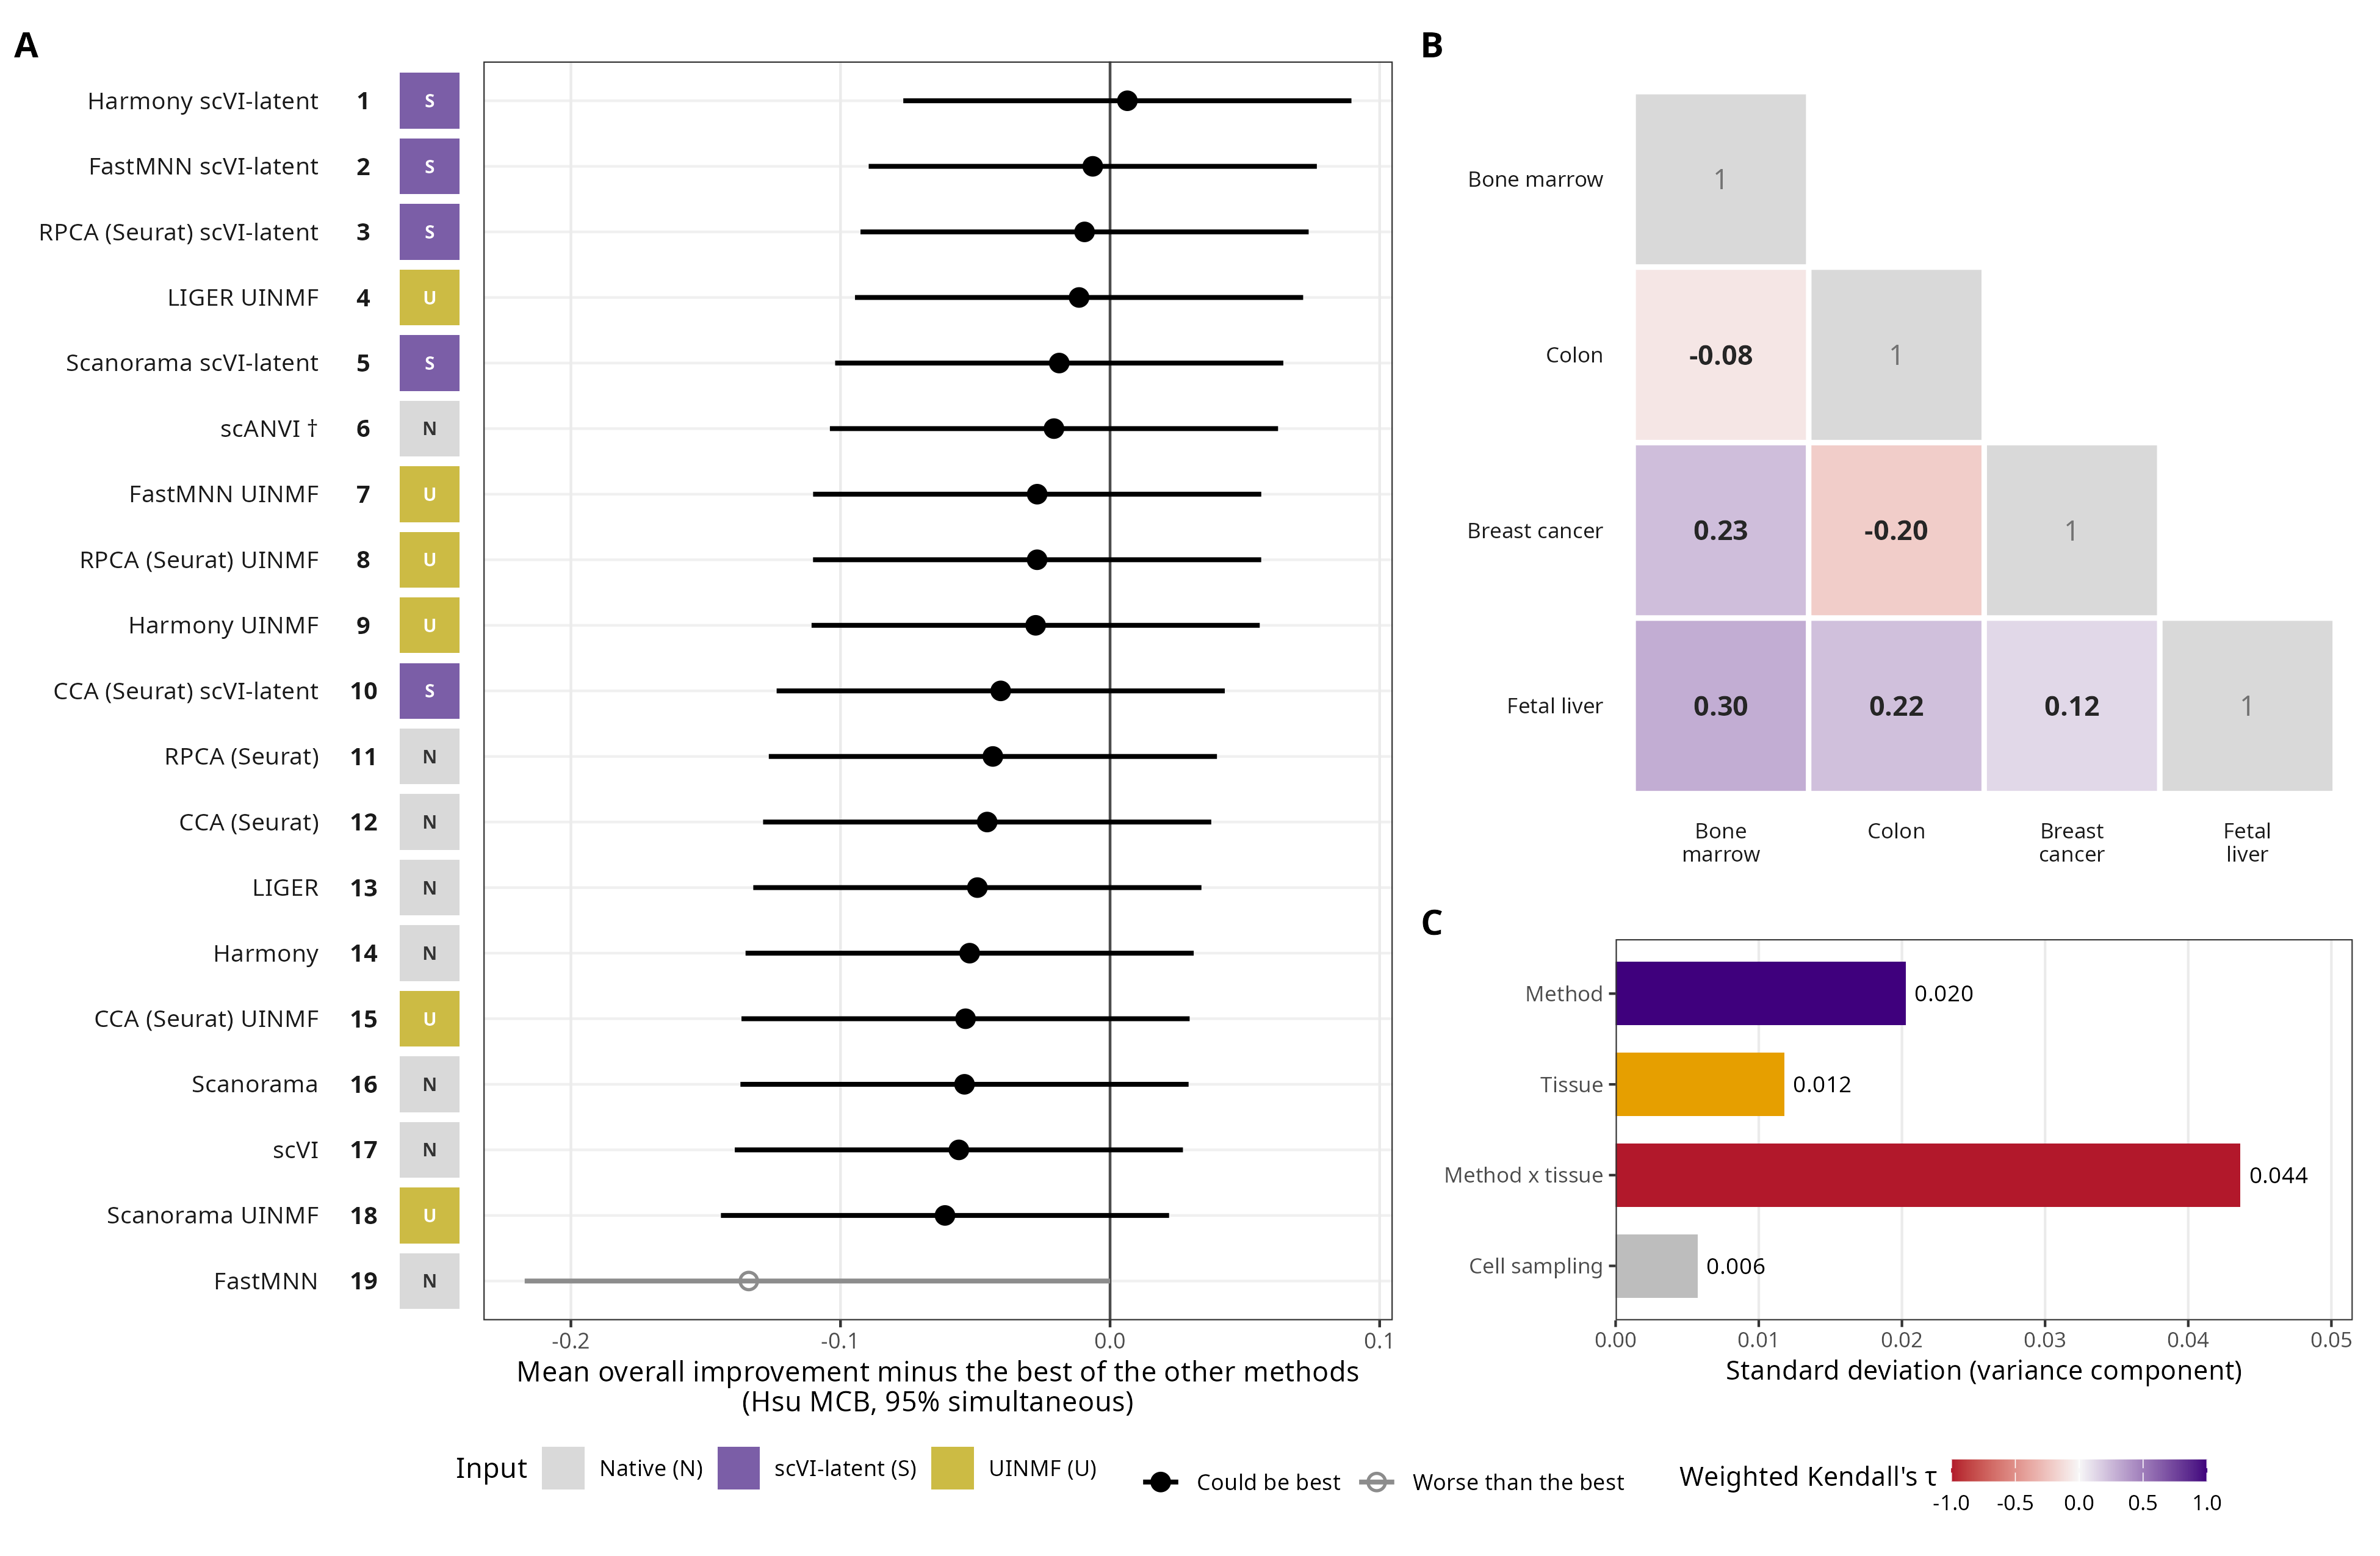 A
Harmony scVI-latent 1 S
FastMNN scVI-latent 2 S
RPCA (Seurat) scVI-latent 3 S
LIGER UINMF 4 U
Scanorama scVI-latent 5 S
scANVI † 6 N
FastMNN UINMF 7 U
RPCA (Seurat) UINMF 8 U
Harmony UINMF 9 U
CCA (Seurat) scVI-latent 10 S
RPCA (Seurat) 11 N
CCA (Seurat) 12 N
LIGER 13 N
Harmony 14 N
CCA (Seurat) UINMF 15 U
Scanorama 16 N
scVI 17 N
Scanorama UINMF 18 U
FastMNN 19 N
-0.2 -0.1 0.0 0.1
Mean overall improvement minus the best of the other methods
(Hsu MCB, 95% simultaneous)
Input Native (N) scVI-latent (S) UINMF (U)
Could be best Worse than the best
B
Bone marrow 1
Colon -0.08 1
Breast cancer 0.23 -0.20 1
Fetal liver 0.30 0.22 0.12 1
Bone Colon Breast Fetal
marrow cancer liver
C
Method 0.020
Tissue 0.012
Method x tissue 0.044
Cell sampling 0.006
0.00 0.01 0.02 0.03 0.04 0.05
Standard deviation (variance component)
Weighted Kendall's τ
-1.0 -0.5 0.0 0.5 1.0